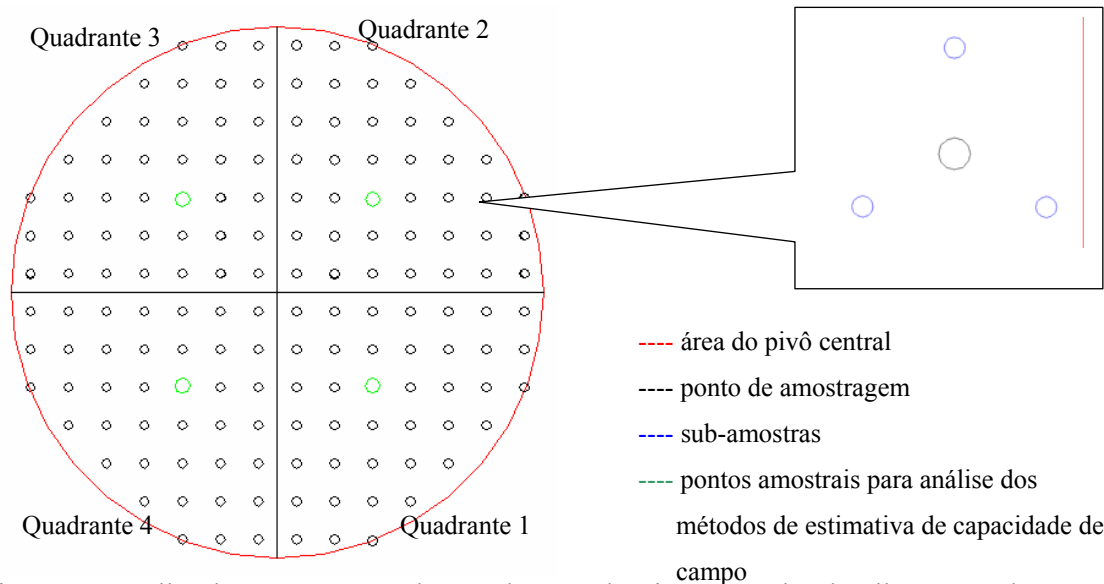 Quadrante 3
Quadrante 2
Quadrante 4
Quadrante 1
---- área do pivô central
---- ponto de amostragem
---- sub-amostras
---- pontos amostrais para análise dos
métodos de estimativa de capacidade de
campo